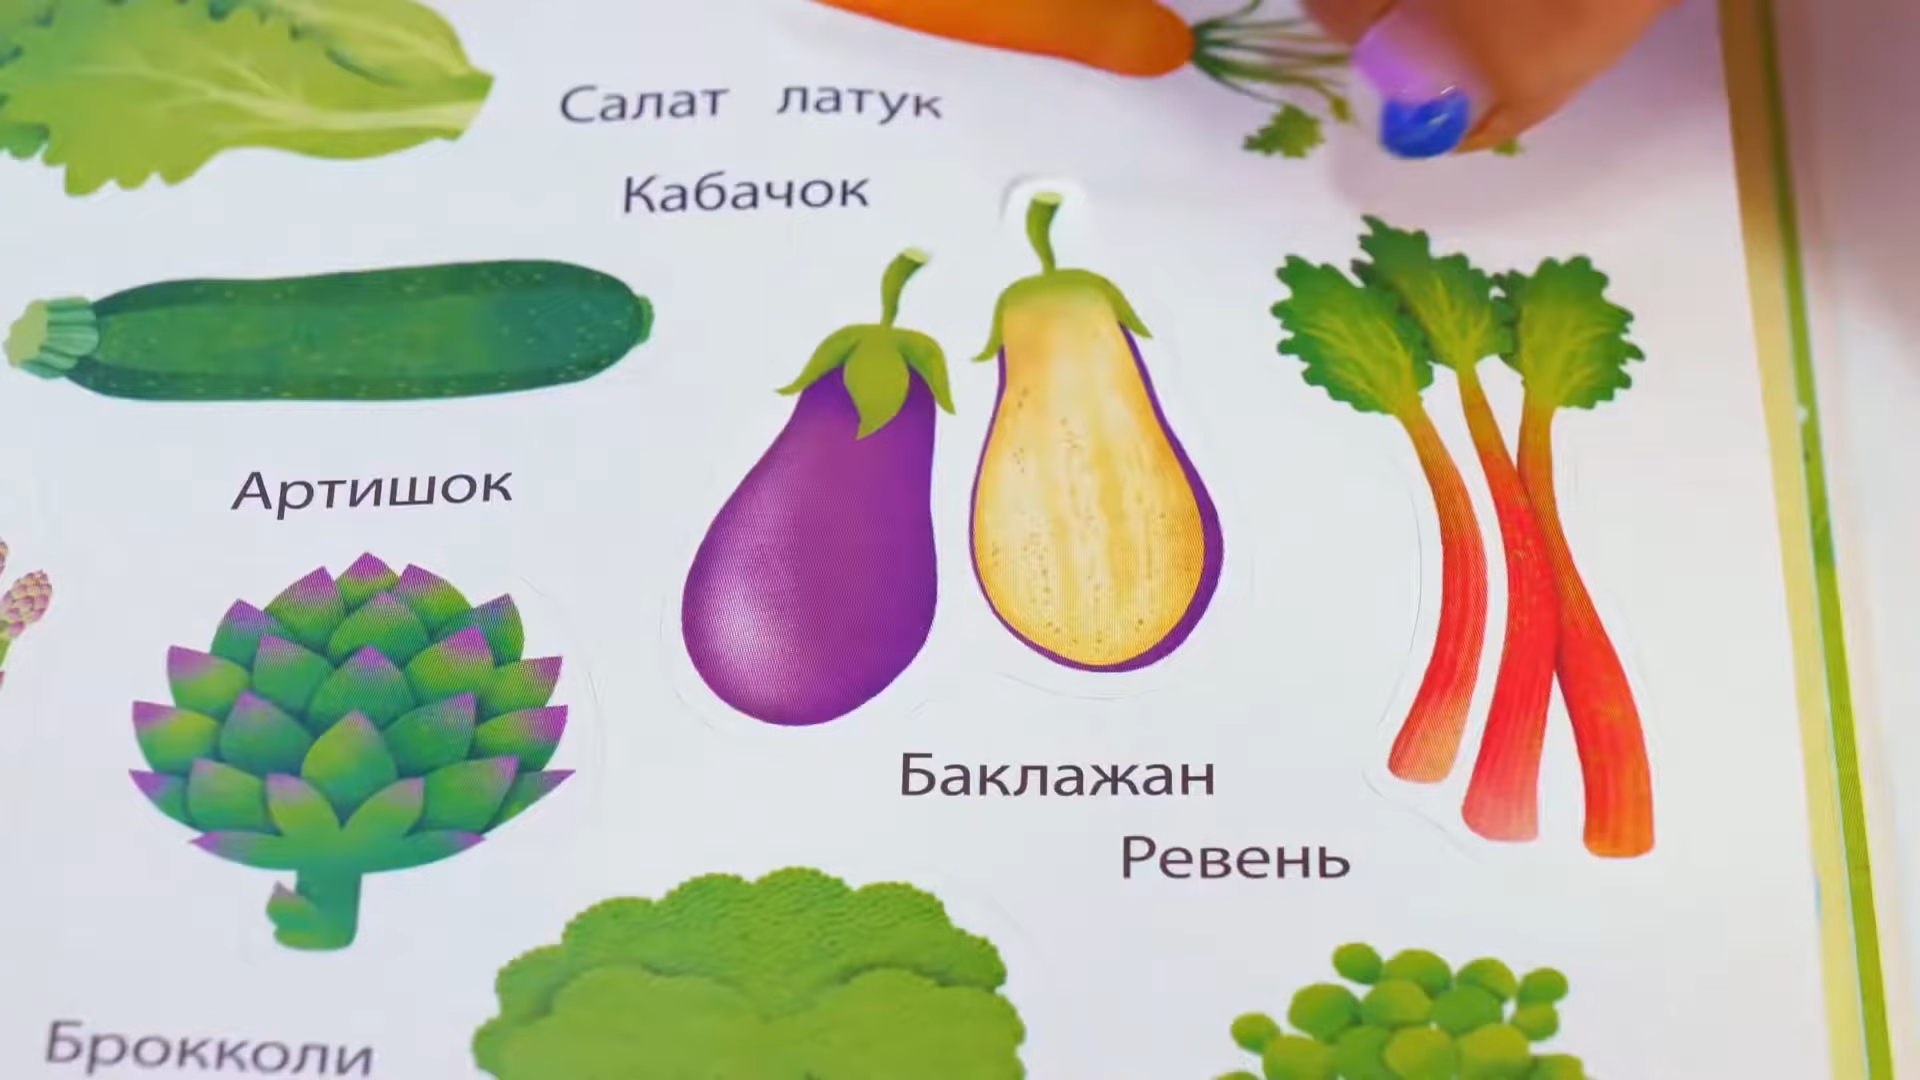 Салат латук
Кабачок
Артишок
Баклажан
Ревень
Брокколи